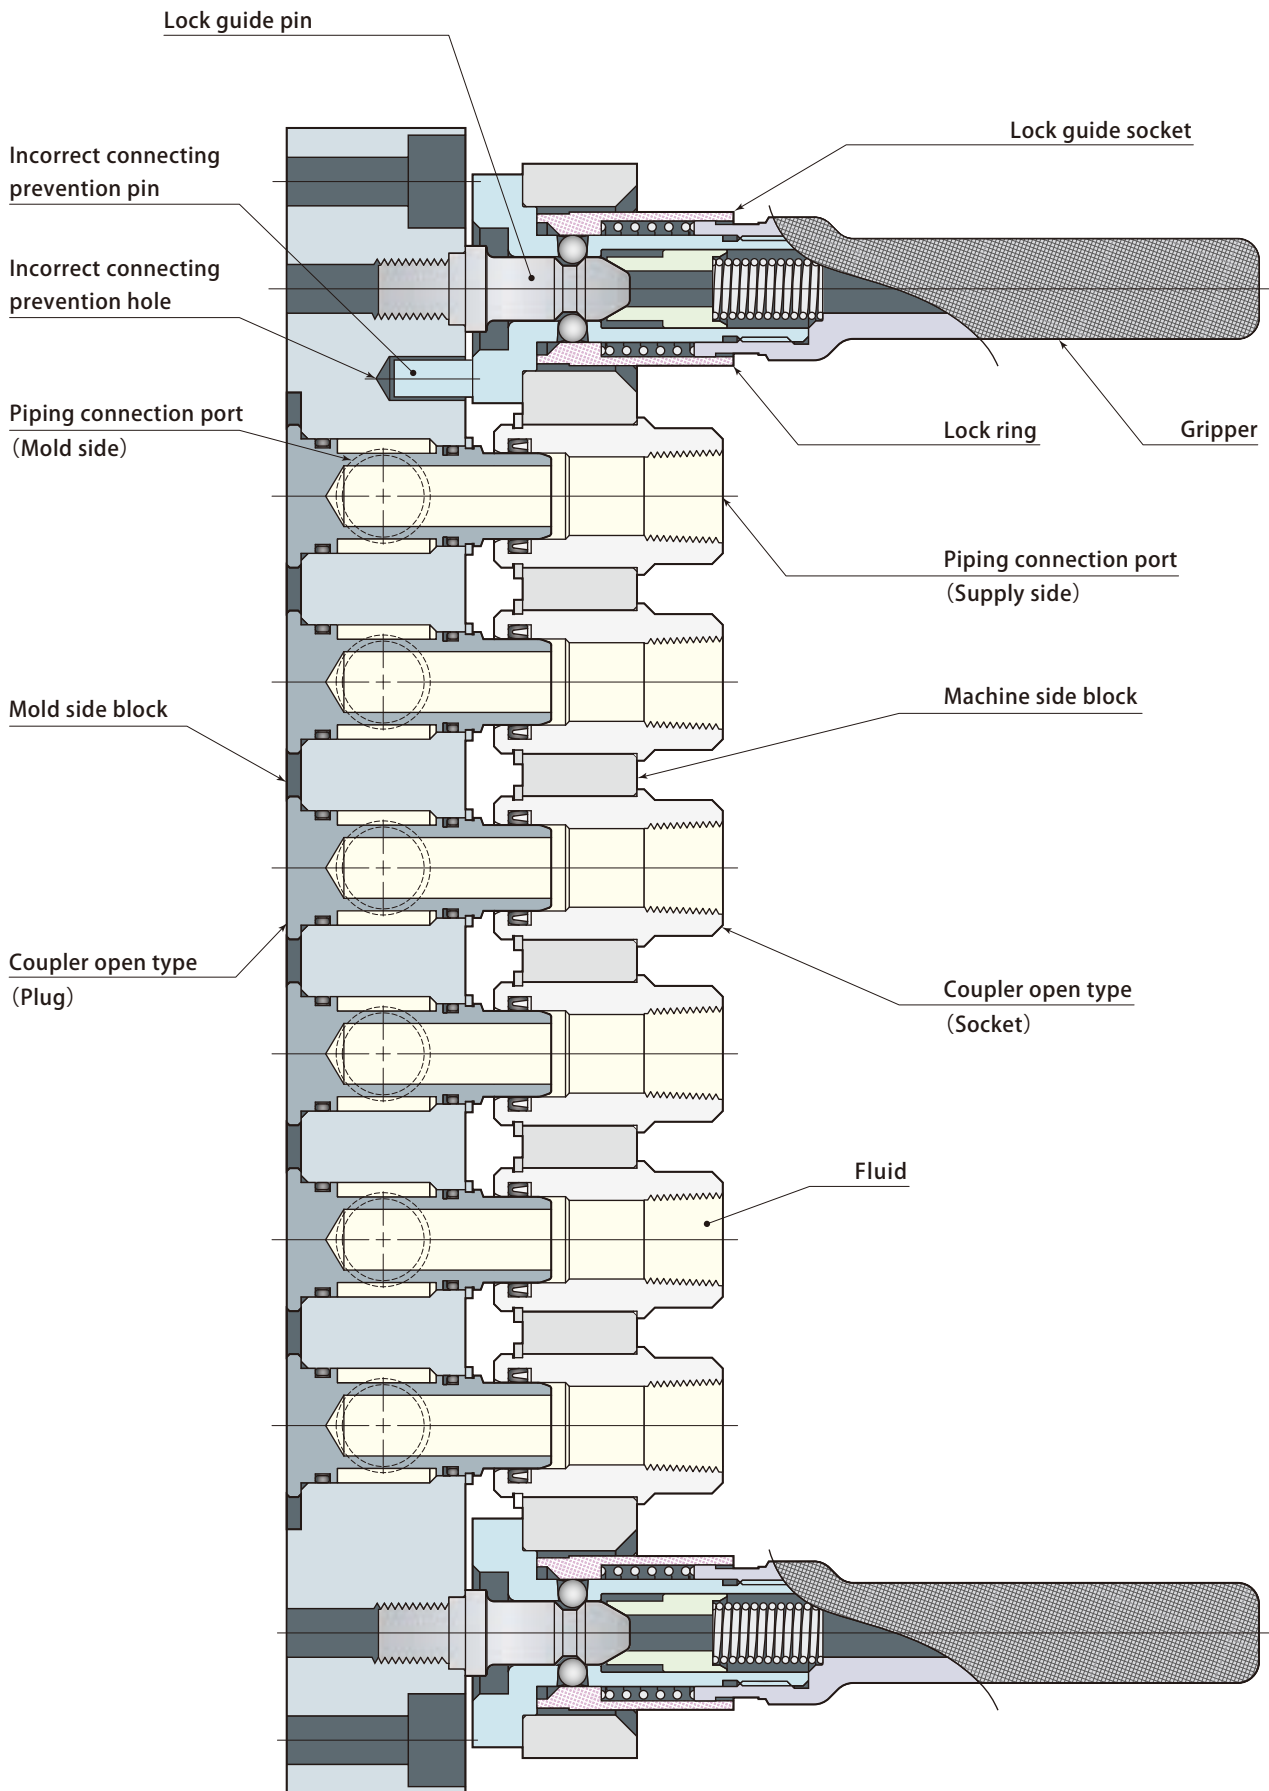 Lock guide pin
Lock guide socket
Incorrect connecting
prevention pin
Incorrect connecting
prevention hole
Piping connection port
（Mold side）
Lock ring
Gripper
Piping connection port
（Supply side）
Mold side block
Machine side block
Coupler open type
（Plug）
Coupler open type
（Socket）
Fluid